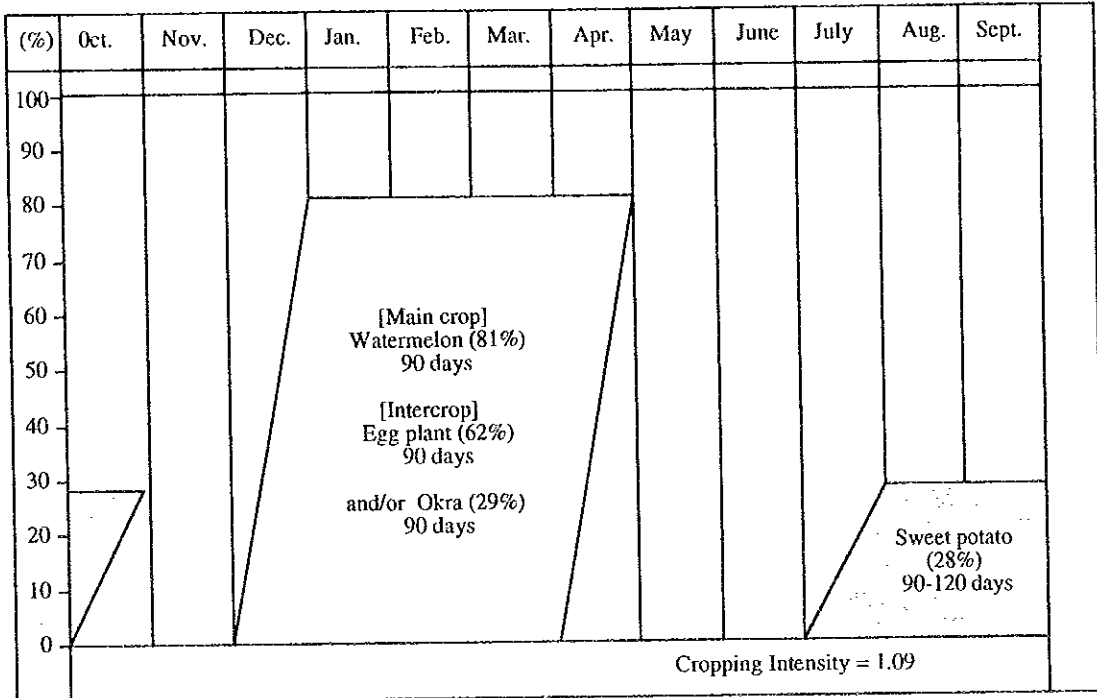 (%) Oct. Nov. Dec. Jan. Feb. Mar. Apr. May June July Aug. Sept.
100
90
80
70
60
50
40
30
20
10
0
[Main crop]
Watermelon (81%)
90 days
[Intercrop]
Egg plant (62%)
90 days
and/or Okra (29%)
90 days
Sweet potato
(28%)
90-120 days
Cropping Intensity = 1.09